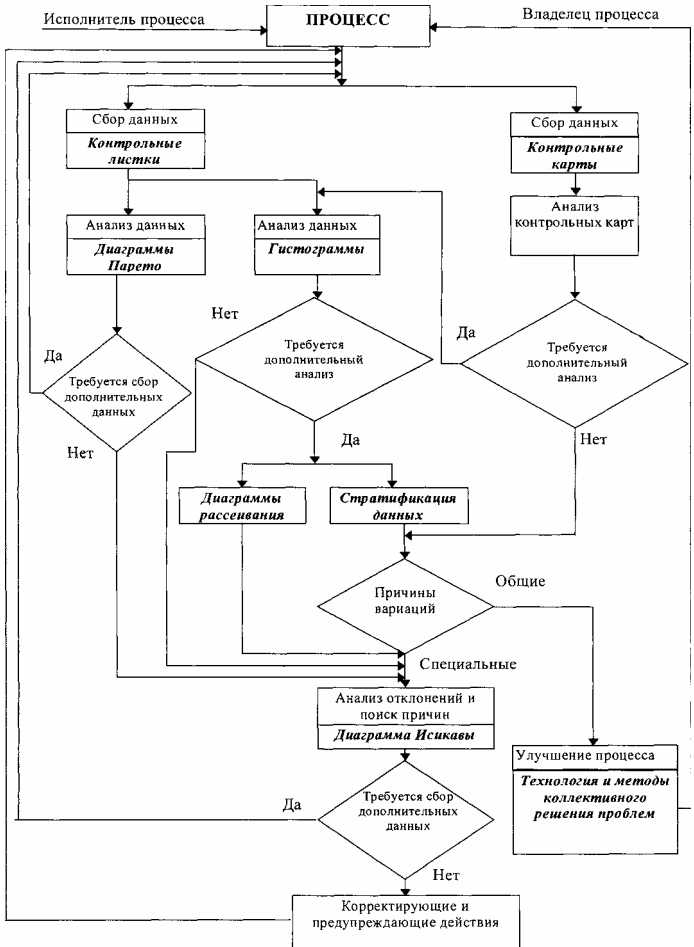 Исполнитель процесса
ПРОЦЕСС
Владелец процесса
Сбор данных
Контрольные
листки
Сбор данных
Контрольные
карты
Анализ данных
Диаграммы
Парето
Анализ данных
Гистограммы
Анализ
контрольных карт
Да
Требуется сбор
дополнительных
данных
Нет
Нет
Требуется
дополнительный
анализ
Да
Да
Требуется
дополнительный
анализ
Нет
Диаграммы
рассеивания
Стратификация
данных
Причины
вариаций
Общие
Специальные
Анализ отклонений и
поиск причин
Диаграмма Исикавы
Улучшение процесса
Технология и методы
коллективного
решения проблем
Да
Требуется сбор
дополнительных
данных
Нет
Корректирующие и
предупреждающие действия